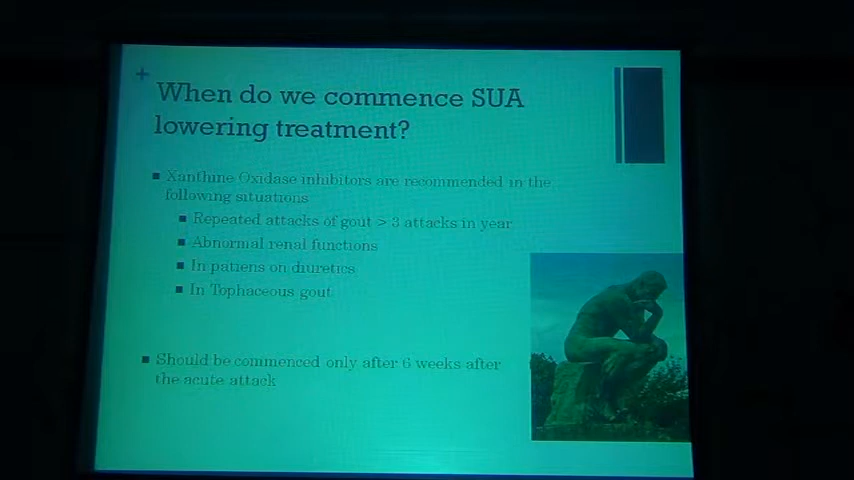 +
When do we commence SUA
lowering treatment?
▪ Xanthine Oxidase inhibitors are recommended in the
following situations
▪ Repeated attacks of gout > 3 attacks in year
▪ Abnormal renal functions
▪ In patiens on diuretics
▪ In Tophaceous gout
▪ Should be commenced only after 6 weeks after
the acute attack